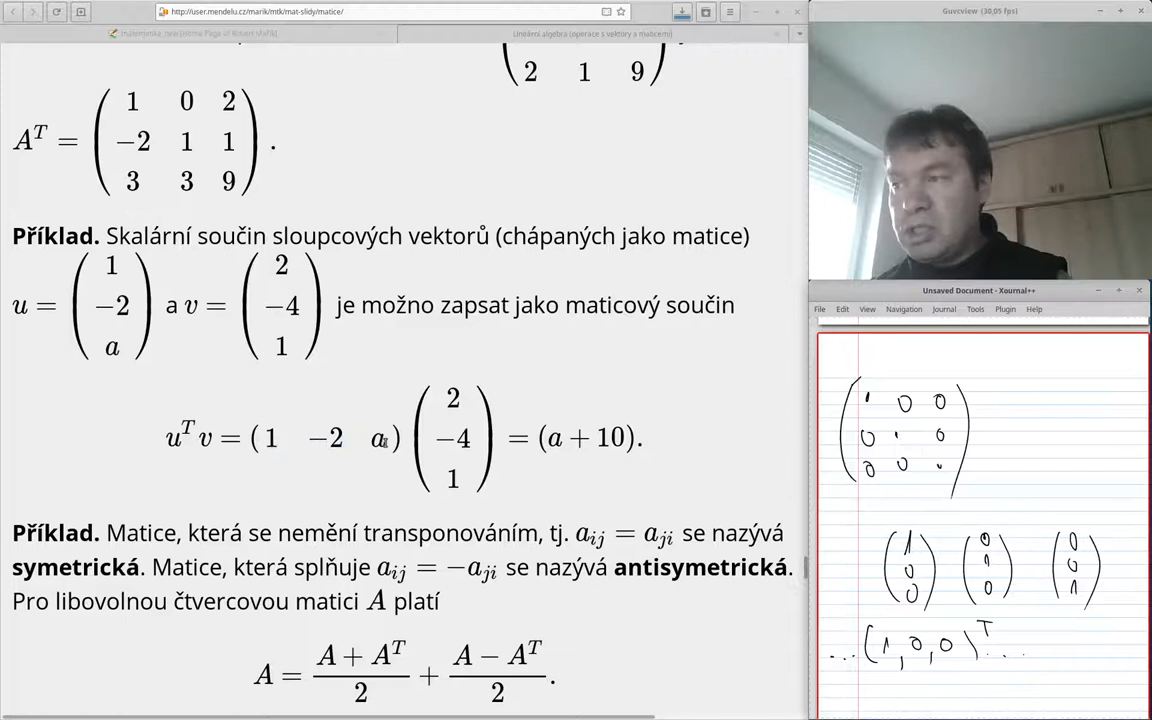 http://user.mendelu.cz/marik/mtk/mat-slidy/matice/
matematika_new [Home Page of Robert Mařík]
Lineární algebra (operace s vektory a maticemi)
2 1 9
1 0 2
A^T = −2 1 1 .
3 3 9
Příklad. Skalární součin sloupcových vektorů (chápaných jako matice)
1 2
u = −2 a v = −4 je možno zapsat jako maticový součin
a 1
2
u^T v = ( 1 −2 a ) −4 = (a + 10).
1
Příklad. Matice, která se nemění transponováním, tj. a_ij = a_ji se nazývá
symetrická. Matice, která splňuje a_ij = −a_ji se nazývá antisymetrická.
Pro libovolnou čtvercovou matici A platí
A = (A + A^T)/2 + (A − A^T)/2 .
Guvcview (30,05 fps)
Unsaved Document - Xournal++
File Edit View Navigation Journal Tools Plugin Help
1 0 0
0 1 0
0 0 1
1 0 0
0 1 0
0 0 1
... (1, 0, 0)^T ...